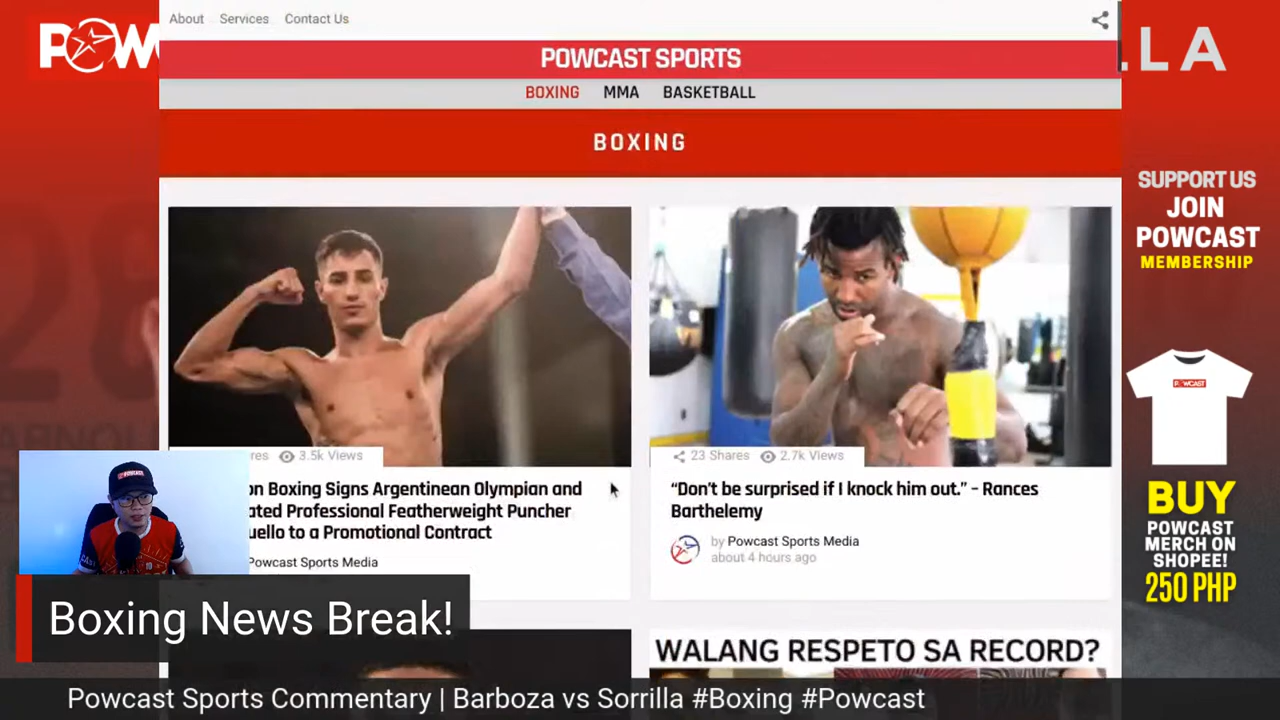 About Services Contact Us
POWCAST SPORTS
BOXING MMA BASKETBALL
BOXING
LLA
SUPPORT US
JOIN
POWCAST
MEMBERSHIP
POWCAST
BUY
POWCAST
MERCH ON
SHOPEE!
250 PHP
3.5k Views
on Boxing Signs Argentinean Olympian and
ated Professional Featherweight Puncher
uello to a Promotional Contract
Powcast Sports Media
23 Shares 2.7k Views
“Don’t be surprised if I knock him out.” – Rances
Barthelemy
by Powcast Sports Media
about 4 hours ago
WALANG RESPETO SA RECORD?
Boxing News Break!
Powcast Sports Commentary | Barboza vs Sorrilla #Boxing #Powcast